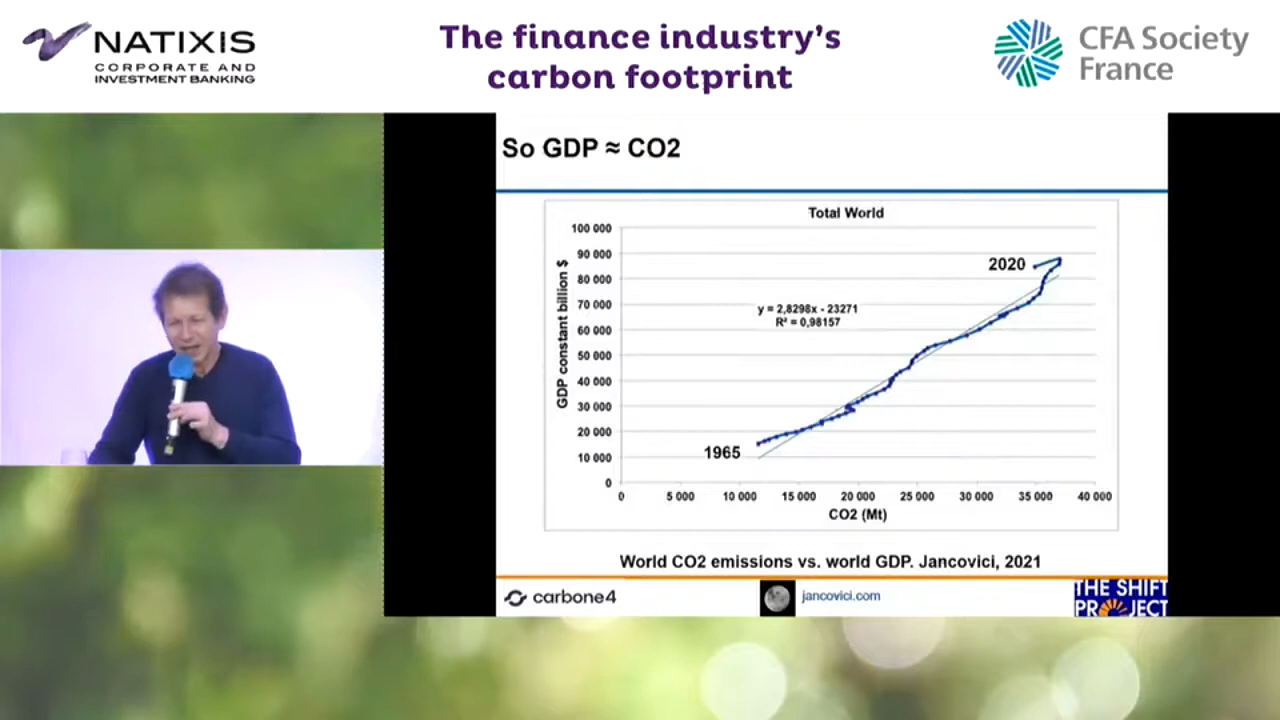 NATIXIS
CORPORATE AND
INVESTMENT BANKING
The finance industry's
carbon footprint
CFA Society
France
So GDP ≈ CO2
Total World
100 000
90 000
80 000
70 000
60 000
50 000
40 000
30 000
20 000
10 000
0
GDP constant billion $
2020
y = 2,8298x - 23271
R² = 0,98157
1965
0
5 000
10 000
15 000
20 000
25 000
30 000
35 000
40 000
CO2 (Mt)
World CO2 emissions vs. world GDP. Jancovici, 2021
carbone4
jancovici.com
THE SHIFT
PROJECT